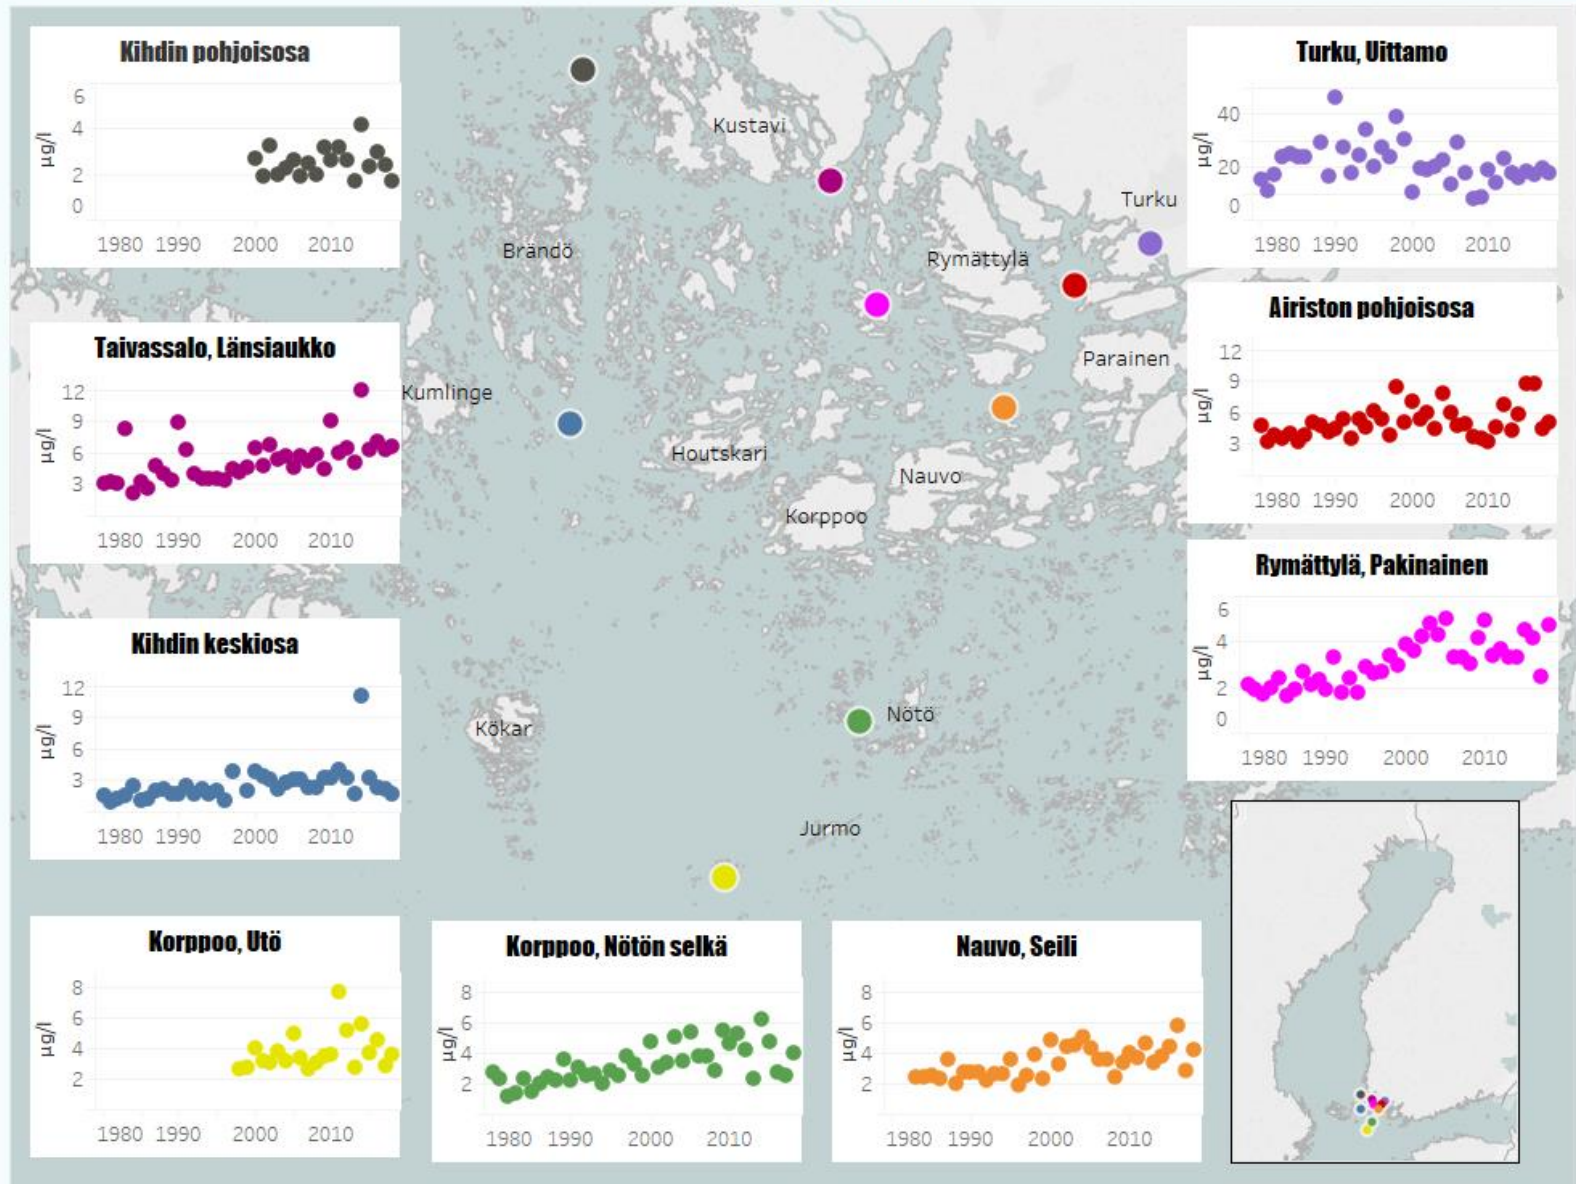 Kihdin pohjoisosa
6
4
2
0
µg/l
1980 1990 2000 2010
Taivassalo, Länsiaukko
12
9
6
3
µg/l
1980 1990 2000 2010
Kihdin keskiosa
12
9
6
3
µg/l
1980 1990 2000 2010
Korppoo, Utö
8
6
4
2
µg/l
1980 1990 2000 2010
Korppoo, Nötön selkä
8
6
4
2
µg/l
1980 1990 2000 2010
Nauvo, Seili
8
6
4
2
µg/l
1980 1990 2000 2010
Turku, Uittamo
40
20
0
µg/l
1980 1990 2000 2010
Airiston pohjoisosa
12
9
6
3
µg/l
1980 1990 2000 2010
Rymättylä, Pakinainen
6
4
2
0
µg/l
1980 1990 2000 2010
Kustavi
Turku
Brändö
Rymättylä
Parainen
Kumlinge
Houtskari
Nauvo
Korppoo
Kökar
Nötö
Jurmo